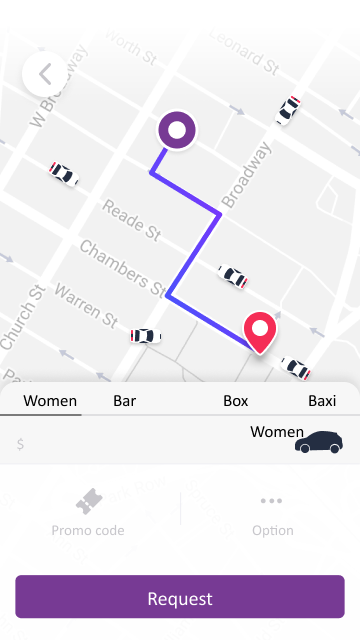 Worth St
Leonard St
W Broadway
Broadway
Reade St
Chambers St
Warren St
Church St
Women Bar Box Baxi
$ Women
Promo code Option
Request